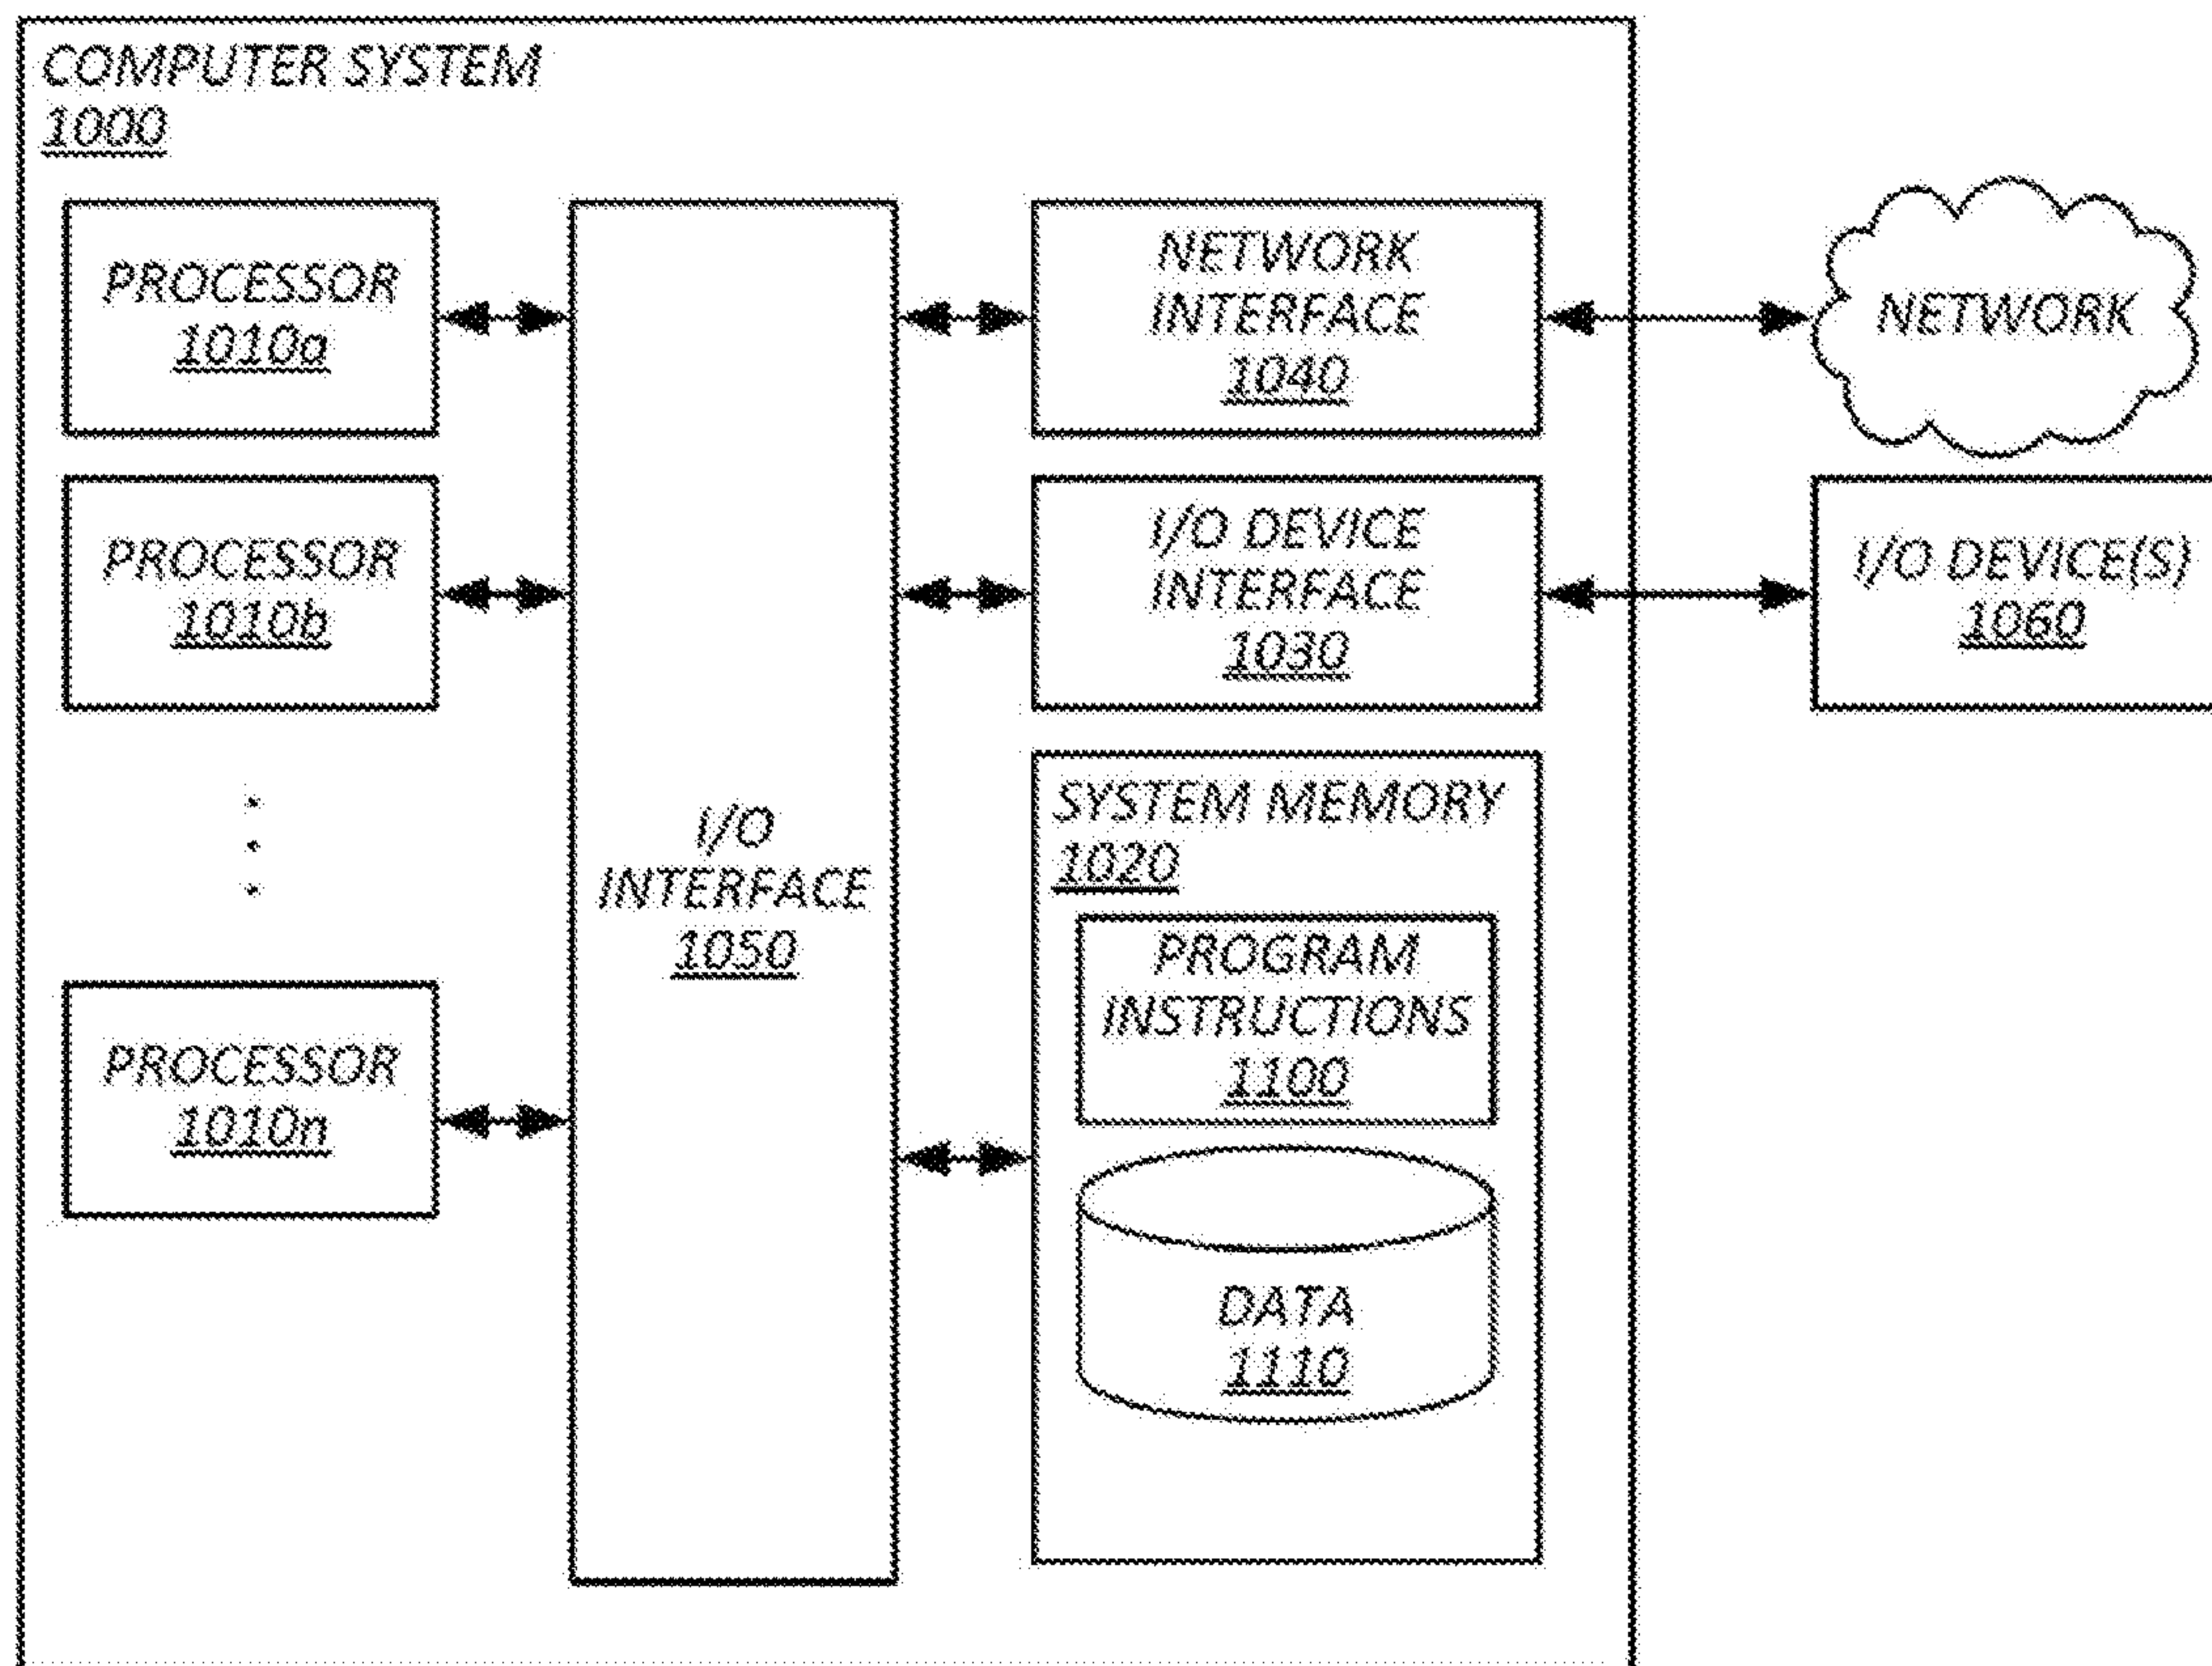 COMPUTER SYSTEM
1000
PROCESSOR
1010a
PROCESSOR
1010b
PROCESSOR
1010n
I/O
INTERFACE
1050
NETWORK
INTERFACE
1040
I/O DEVICE
INTERFACE
1030
SYSTEM MEMORY
1020
PROGRAM
INSTRUCTIONS
1100
DATA
1110
NETWORK
I/O DEVICE(S)
1060